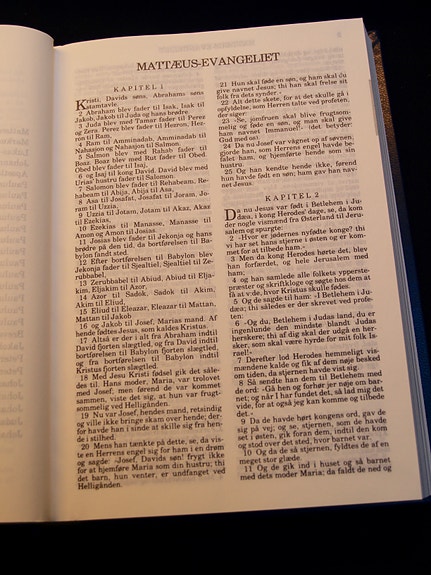 MATTÆUS-EVANGELIET
KAPITEL 1
Kristi, Davids søns, Abrahams søns
stamtavle.
2 Abraham blev fader til Isak, Isak til
Jakob, Jakob til Juda og hans brødre.
3 Juda blev med Tamar fader til Perez
og Zera. Perez blev fader til Hezron, Hez-
ron til Ram,
4 Ram til Amminadab, Amminadab til
Nahasjon og Nahasjon til Salmon.
5 Salmon blev med Rahab fader til
Boaz. Boaz blev med Rut fader til Obed.
Obed blev fader til Isaj,
6 og Isaj til kong David. David blev med
Urias' hustru fader til Salomon.
7 Salomon blev fader til Rehabeam, Re-
habeam til Abija, Abija til Asa,
8 Asa til Josafat, Josafat til Joram, Jo-
ram til Uzzia,
9 Uzzia til Jotam, Jotam til Akaz, Akaz
til Ezekias,
10 Ezekias til Manasse, Manasse til
Amon og Amon til Josias;
11 Josias blev fader til Jekonja og hans
brødre på den tid, da bortførelsen til Ba-
bylon fandt sted.
12 Efter bortførelsen til Babylon blev
Jekonja fader til Sjealtiel, Sjealtiel til Ze-
rubbabel,
13 Zerubbabel til Abiud, Abiud til Elja-
kim, Eljakim til Azor,
14 Azor til Sadok, Sadok til Akim,
Akim til Eliud,
15 Eliud til Eleazar, Eleazar til Mattan,
Mattan til Jakob
16 og Jakob til Josef, Marias mand. Af
hende fødtes Jesus, som kaldes Kristus.
17 Altså er der i alt fra Abraham indtil
David fjorten slægtled, og fra David indtil
bortførelsen til Babylon fjorten slægtled,
og fra bortførelsen til Babylon indtil
Kristus fjorten slægtled.
18 Med Jesu Kristi fødsel gik det såle-
des til. Hans moder, Maria, var trolovet
med Josef, men førend de var kommet
sammen, viste det sig, at hun var frugt-
sommelig ved Helligånden.
19 Nu var Josef, hendes mand, retsindig
og ville ikke bringe skam over hende; der-
for havde han i sinde at skille sig fra hen-
de i stilhed.
20 Mens han tænkte på dette, se, da vis-
te en Herrens engel sig for ham i en drøm
og sagde: »Josef, Davids søn! frygt ikke
for at hjemføre Maria som din hustru; thi
det barn, hun venter, er undfanget ved
Helligånden.
21 Hun skal føde en søn, og ham skal du
give navnet Jesus; thi han skal frelse sit
folk fra dets synder.«
22 Alt dette skete, for at det skulle gå i
opfyldelse, som Herren talte ved profeten,
der siger:
23 »Se, jomfruen skal blive frugtsom-
melig og føde en søn, og man skal give
ham navnet Immanuel!« (det betyder:
Gud med os)
24 Da nu Josef var vågnet op af søvnen,
gjorde han, som Herrens engel havde be-
falet ham, og hjemførte hende som sin
hustru.
25 Og han kendte hende ikke, førend
hun havde født en søn; ham gav han nav-
net Jesus.
KAPITEL 2
Da nu Jesus var født i Betlehem i Ju-
dæa, i kong Herodes' dage, se, da kom
der nogle vismænd fra Østerland til Jeru-
salem og spurgte:
2 »Hvor er jødernes nyfødte konge? thi
vi har set hans stjerne i østen og er kom-
met for at tilbede ham.«
3 Men da kong Herodes hørte det, blev
han forfærdet, og hele Jerusalem med
ham;
4 og han samlede alle folkets ypperste-
præster og skriftkloge og søgte hos dem at
få at vide, hvor Kristus skulle fødes.
5 Og de sagde til ham: »I Betlehem i Ju-
dæa; thi således er der skrevet ved profe-
ten:
6 »Og du, Betlehem i Judas land, du er
ingenlunde den mindste blandt Judas
herskere; thi af dig skal der udgå en her-
sker, som skal være hyrde for mit folk Is-
rael!«
7 Derefter lod Herodes hemmeligt vis-
mændene kalde og fik af dem nøje besked
om tiden, da stjernen havde vist sig.
8 Så sendte han dem til Betlehem med
de ord: »Gå hen og forhør jer nøje om bar-
net; og når I har fundet det, så lad mig det
vide, for at også jeg kan komme og tilbede
det.«
9 Da de havde hørt kongens ord, gav de
sig på vej; og se, stjernen, som de havde
set i østen, gik foran dem, indtil den kom
og stod over det sted, hvor barnet var.
10 Og da de så stjernen, fyldtes de af en
meget stor glæde.
11 Og de gik ind i huset og så barnet
med dets moder Maria; da faldt de ned og